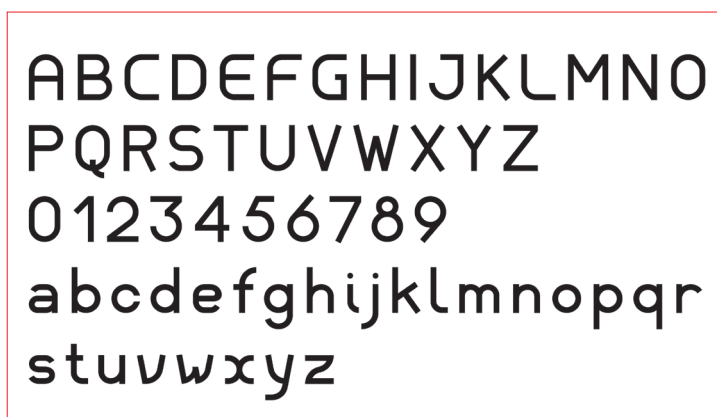 ABCDEFGHIJKLMNO
PQRSTUVWXYZ
0123456789
abcdefghijklmnopqr
stuvwxyz